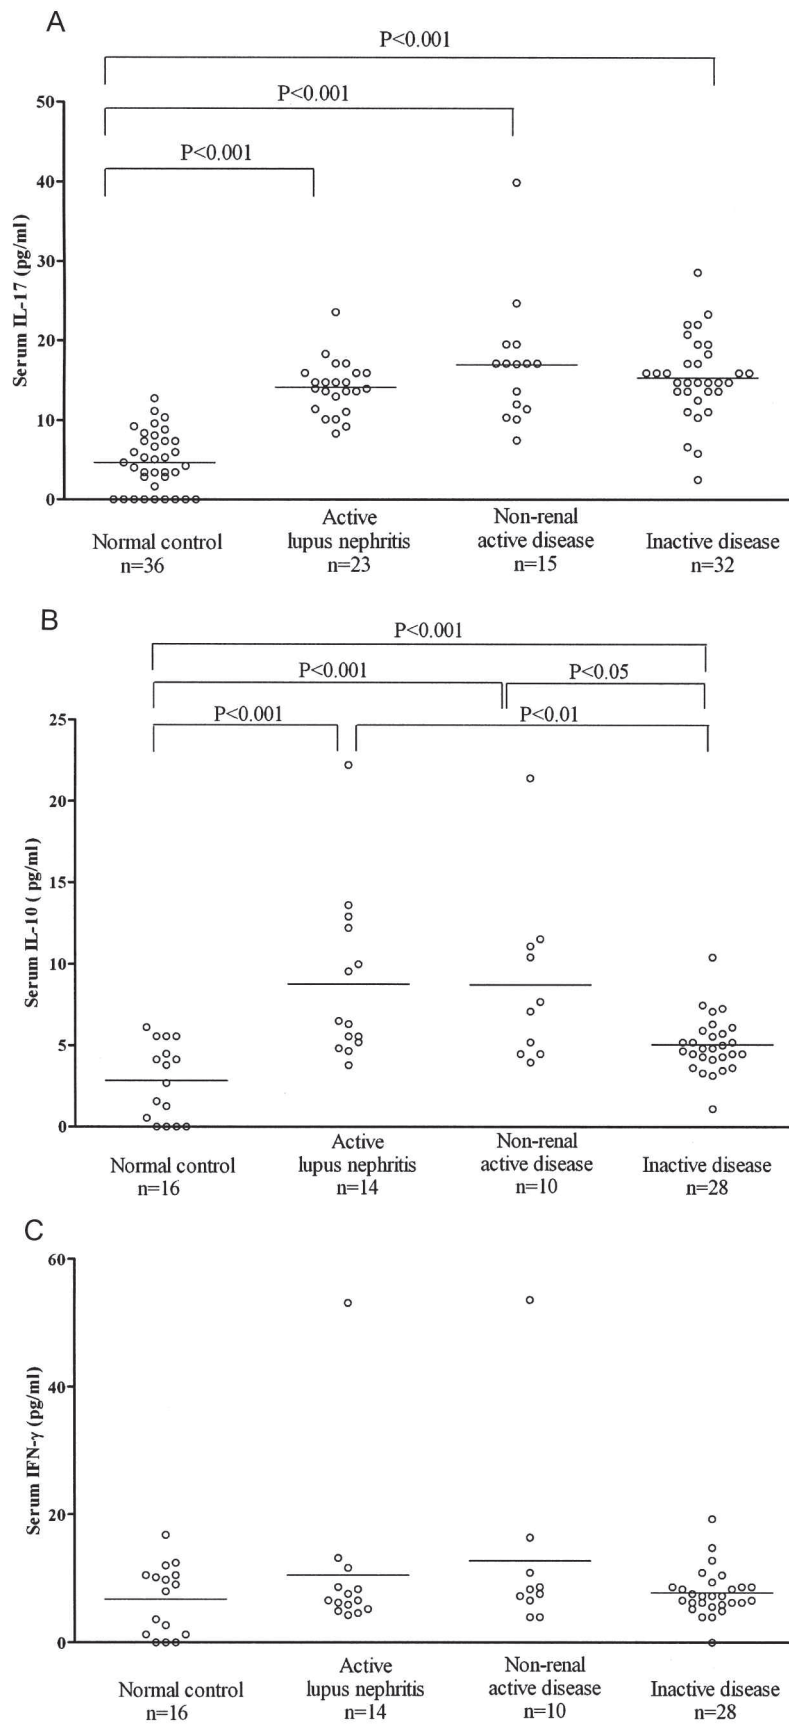 A
P<0.001
P<0.001
P<0.001
50
40
30
20
10
0
Serum IL-17 (pg/ml)
Normal control
n=36
Active
lupus nephritis
n=23
Non-renal
active disease
n=15
Inactive disease
n=32
B
P<0.001
P<0.001
P<0.05
P<0.001
P<0.01
25
20
15
10
5
0
Serum IL-10 ( pg/ml)
Normal control
n=16
Active
lupus nephritis
n=14
Non-renal
active disease
n=10
Inactive disease
n=28
C
60
40
20
0
Serum IFN-γ (pg/ml)
Normal control
n=16
Active
lupus nephritis
n=14
Non-renal
active disease
n=10
Inactive disease
n=28